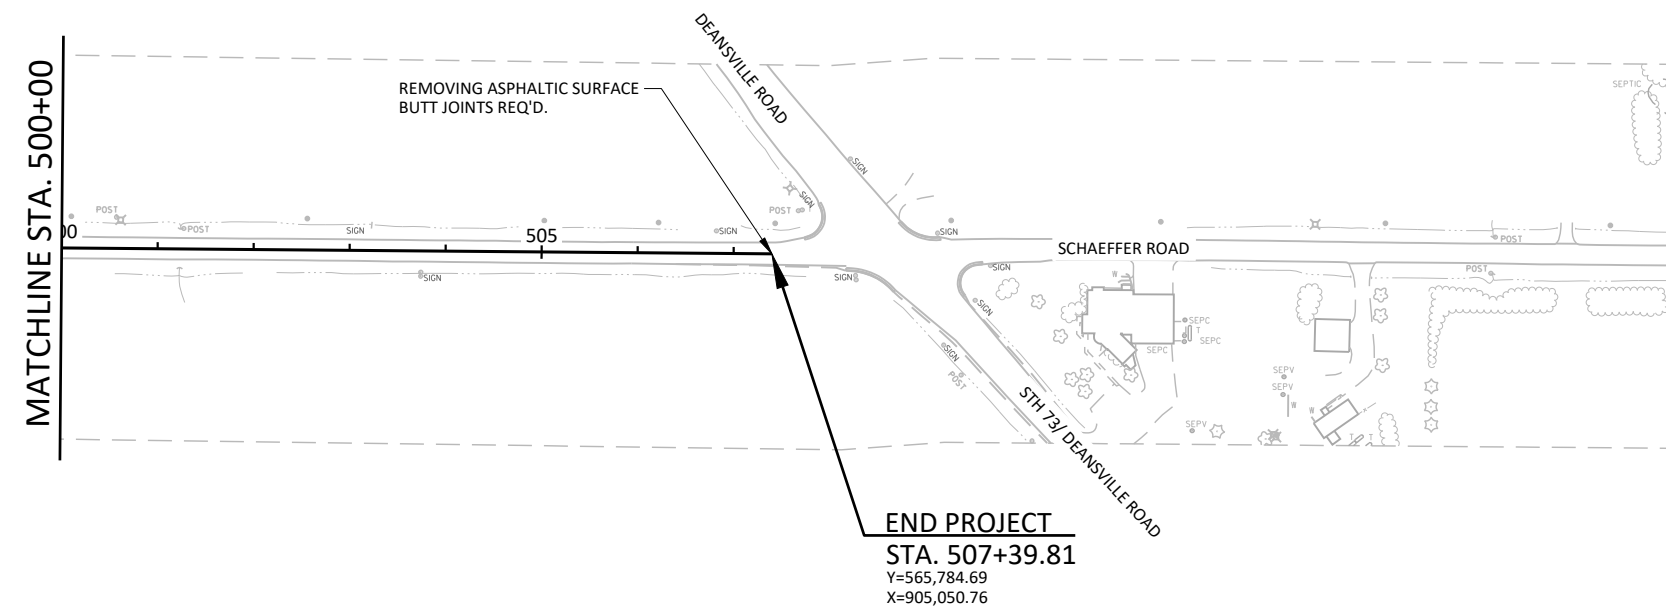 DEANSVILLE ROAD
MATCHLINE STA. 500+00
REMOVING ASPHALTIC SURFACE
BUTT JOINTS REQ'D.
SEPTIC
SIGN
SIGN
POST
POST
POST
SIGN
505
SIGN
SIGN
00
SCHAEFFER ROAD
POST
SIGN
SIGN
SIGN
W
POST
SIGN
SEPC
T
SEPC
SEPC
SIGN
POST
SEPV
SEPV
W
W
SEPV
T
T
STH 73/ DEANSVILLE ROAD
END PROJECT
STA. 507+39.81
Y=565,784.69
X=905,050.76